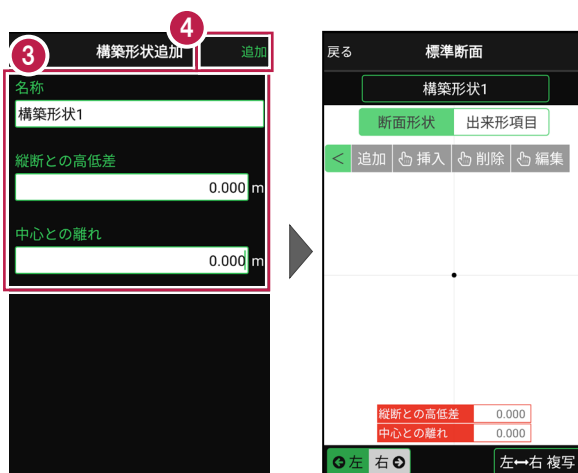 4
3
構築形状追加 追加
名称
構築形状1
縦断との高低差
0.000 m
中心との離れ
0.000 m
戻る 標準断面
構築形状1
断面形状 出来形項目
< 追加 挿入 削除 編集
縦断との高低差 0.000
中心との離れ 0.000
左 右 左↔右 複写